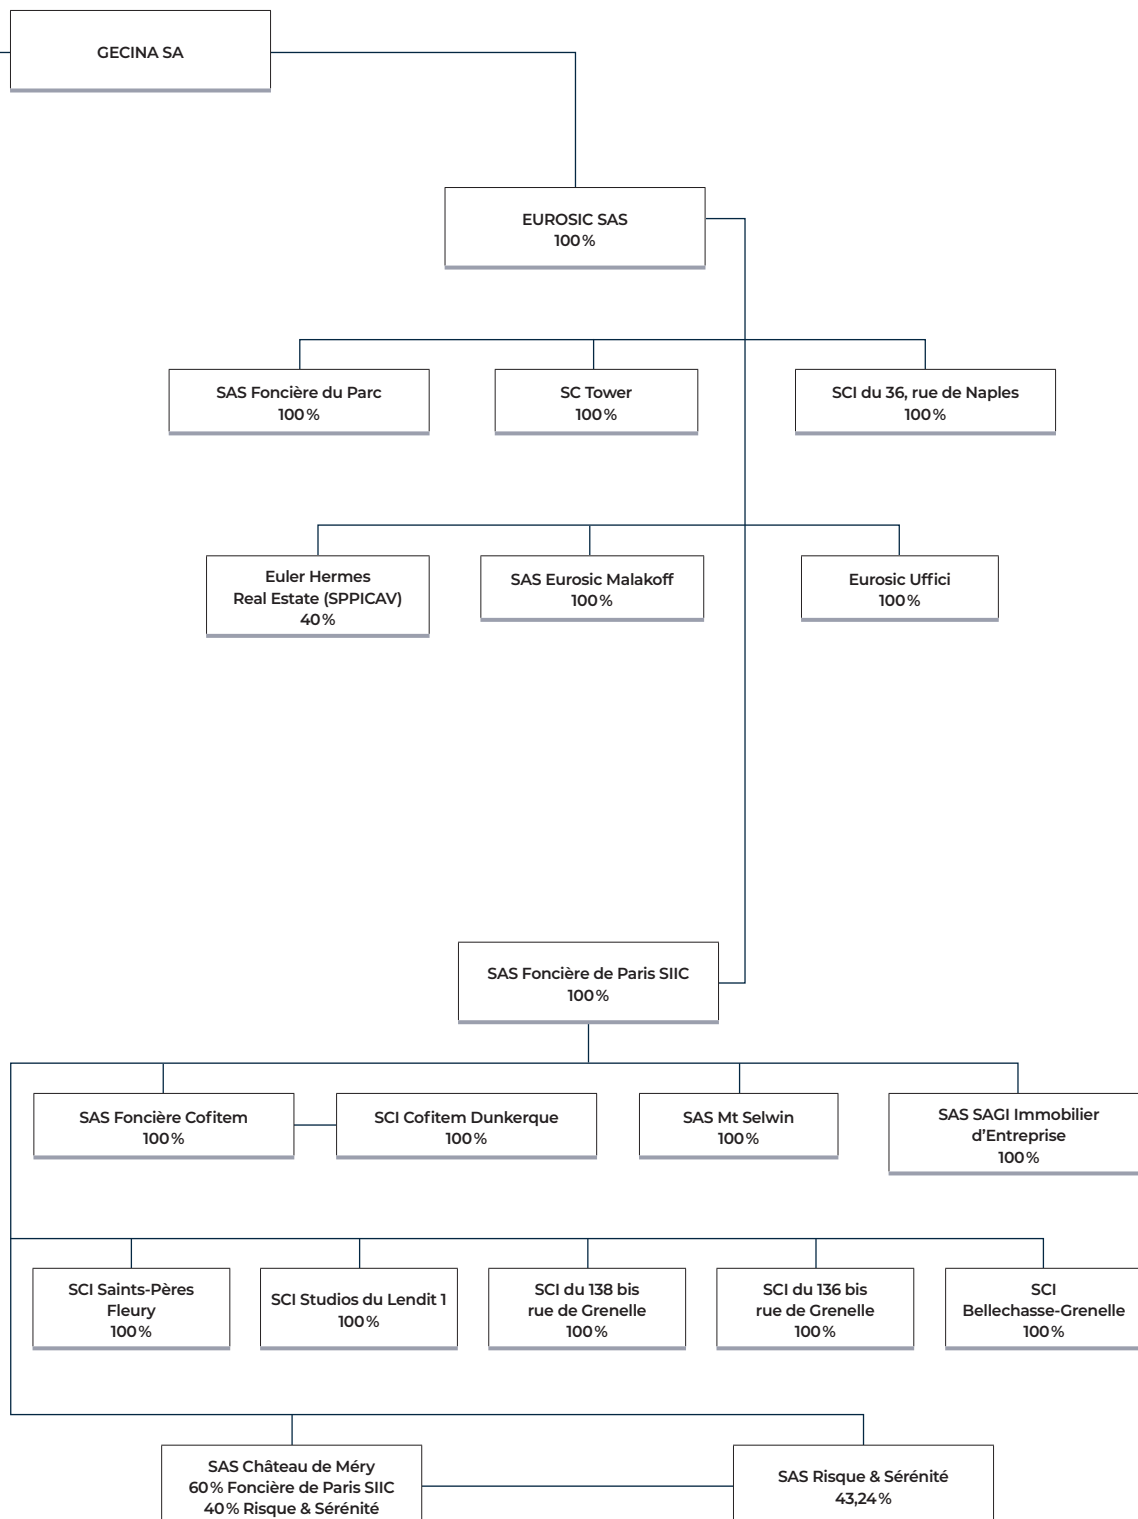 GECINA SA
EUROSIC SAS
100 %
SAS Foncière du Parc
100 %
SC Tower
100 %
SCI du 36, rue de Naples
100 %
Euler Hermes
Real Estate (SPPICAV)
40 %
SAS Eurosic Malakoff
100 %
Eurosic Uffici
100 %
SAS Foncière de Paris SIIC
100 %
SAS Foncière Cofitem
100 %
SCI Cofitem Dunkerque
100 %
SAS Mt Selwin
100 %
SAS SAGI Immobilier
d’Entreprise
100 %
SCI Saints-Pères
Fleury
100 %
SCI Studios du Lendit 1
100 %
SCI du 138 bis
rue de Grenelle
100 %
SCI du 136 bis
rue de Grenelle
100 %
SCI
Bellechasse-Grenelle
100 %
SAS Château de Méry
60 % Foncière de Paris SIIC
40 % Risque & Sérénité
SAS Risque & Sérénité
43,24 %